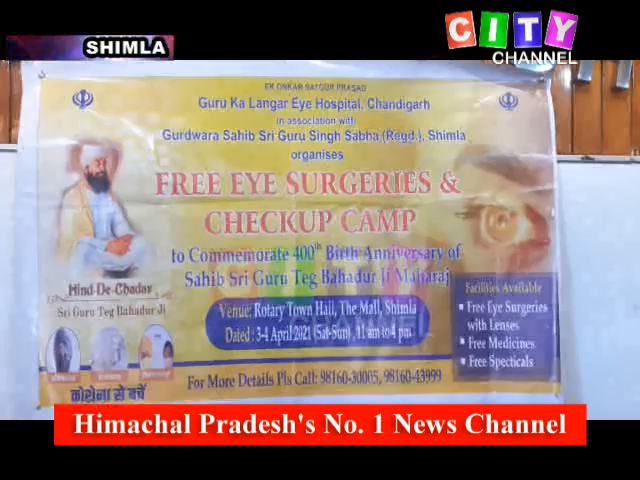 SHIMLA
CITY
CHANNEL
EK ONKAR SATGUR PRASAD
Guru Ka Langar Eye Hospital, Chandigarh
in association with
Gurdwara Sahib Sri Guru Singh Sabha (Regd.), Shimla
organises
FREE EYE SURGERIES &
CHECKUP CAMP
to Commemorate 400th Birth Anniversary of
Sahib Sri Guru Teg Bahadur Ji Maharaj
Hind-De-Chadar
Sri Guru Teg Bahadur Ji
Venue: Rotary Town Hall, The Mall, Shimla
Dated : 3-4 April 2021 (Sat-Sun) , 11 am to 4 pm
Facilities Available
Free Eye Surgeries
with Lenses
Free Medicines
Free Specticals
For More Details Pls Call: 98160-30005, 98160-43999
कोरोना से बचें
Himachal Pradesh's No. 1 News Channel